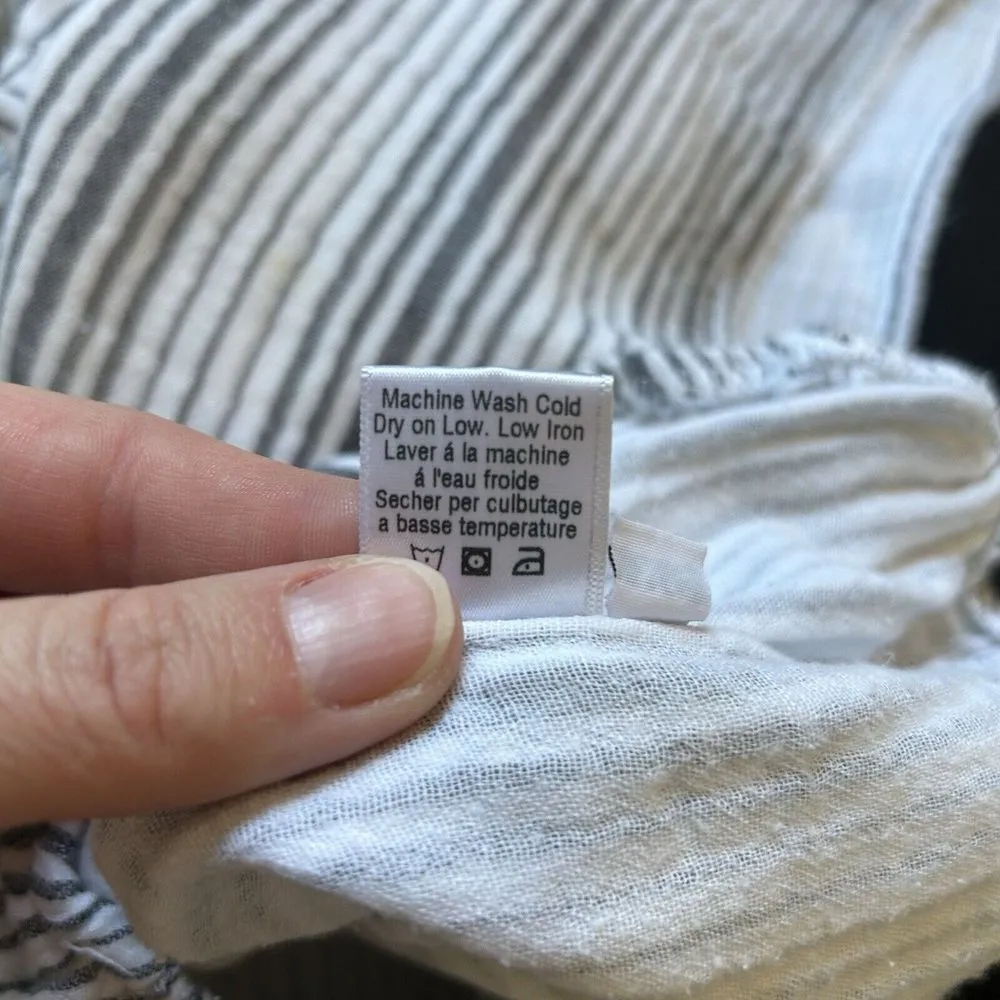 Machine Wash Cold
Dry on Low. Low Iron
Laver á la machine
á l'eau froide
Secher per culbutage
a basse temperature